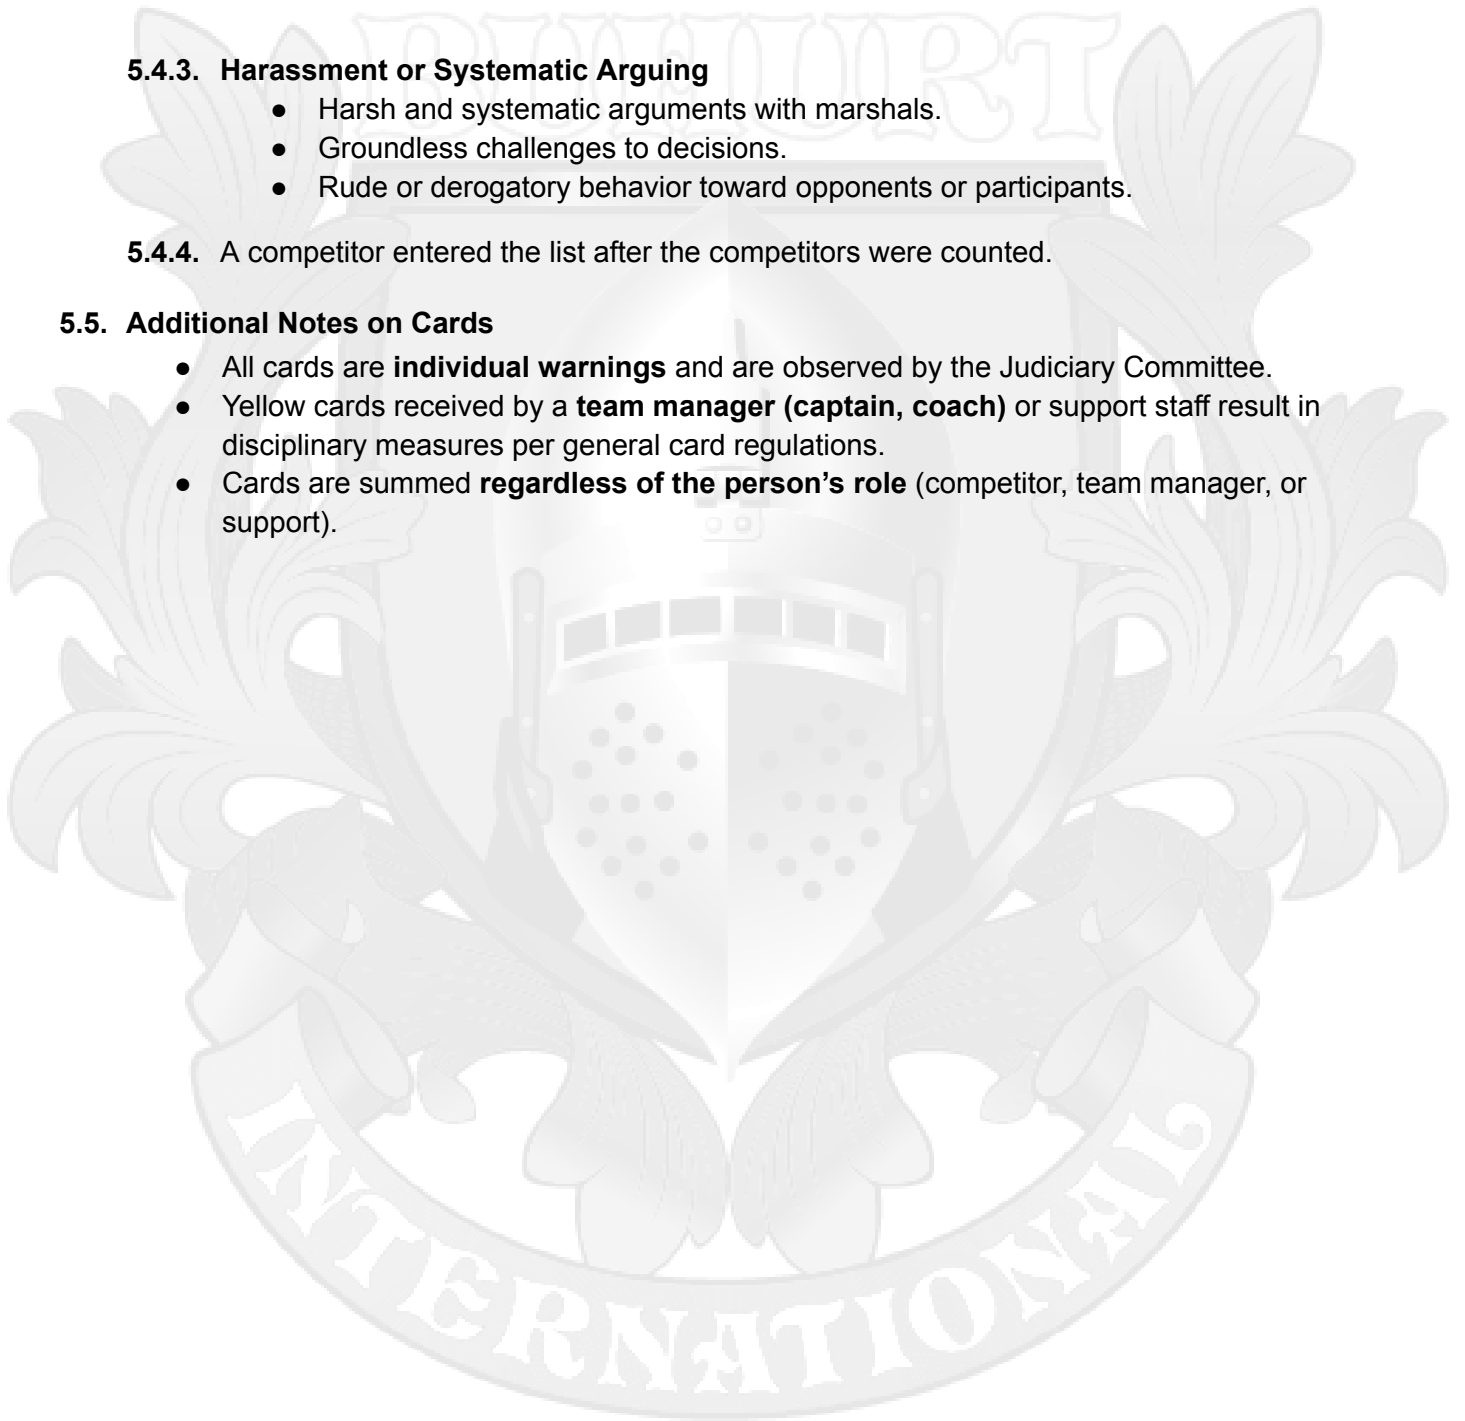 BUHURT
5.4.3. Harassment or Systematic Arguing
● Harsh and systematic arguments with marshals.
● Groundless challenges to decisions.
● Rude or derogatory behavior toward opponents or participants.
5.4.4. A competitor entered the list after the competitors were counted.
5.5. Additional Notes on Cards
● All cards are individual warnings and are observed by the Judiciary Committee.
● Yellow cards received by a team manager (captain, coach) or support staff result in
disciplinary measures per general card regulations.
● Cards are summed regardless of the person’s role (competitor, team manager, or
support).
INTERNATIONAL